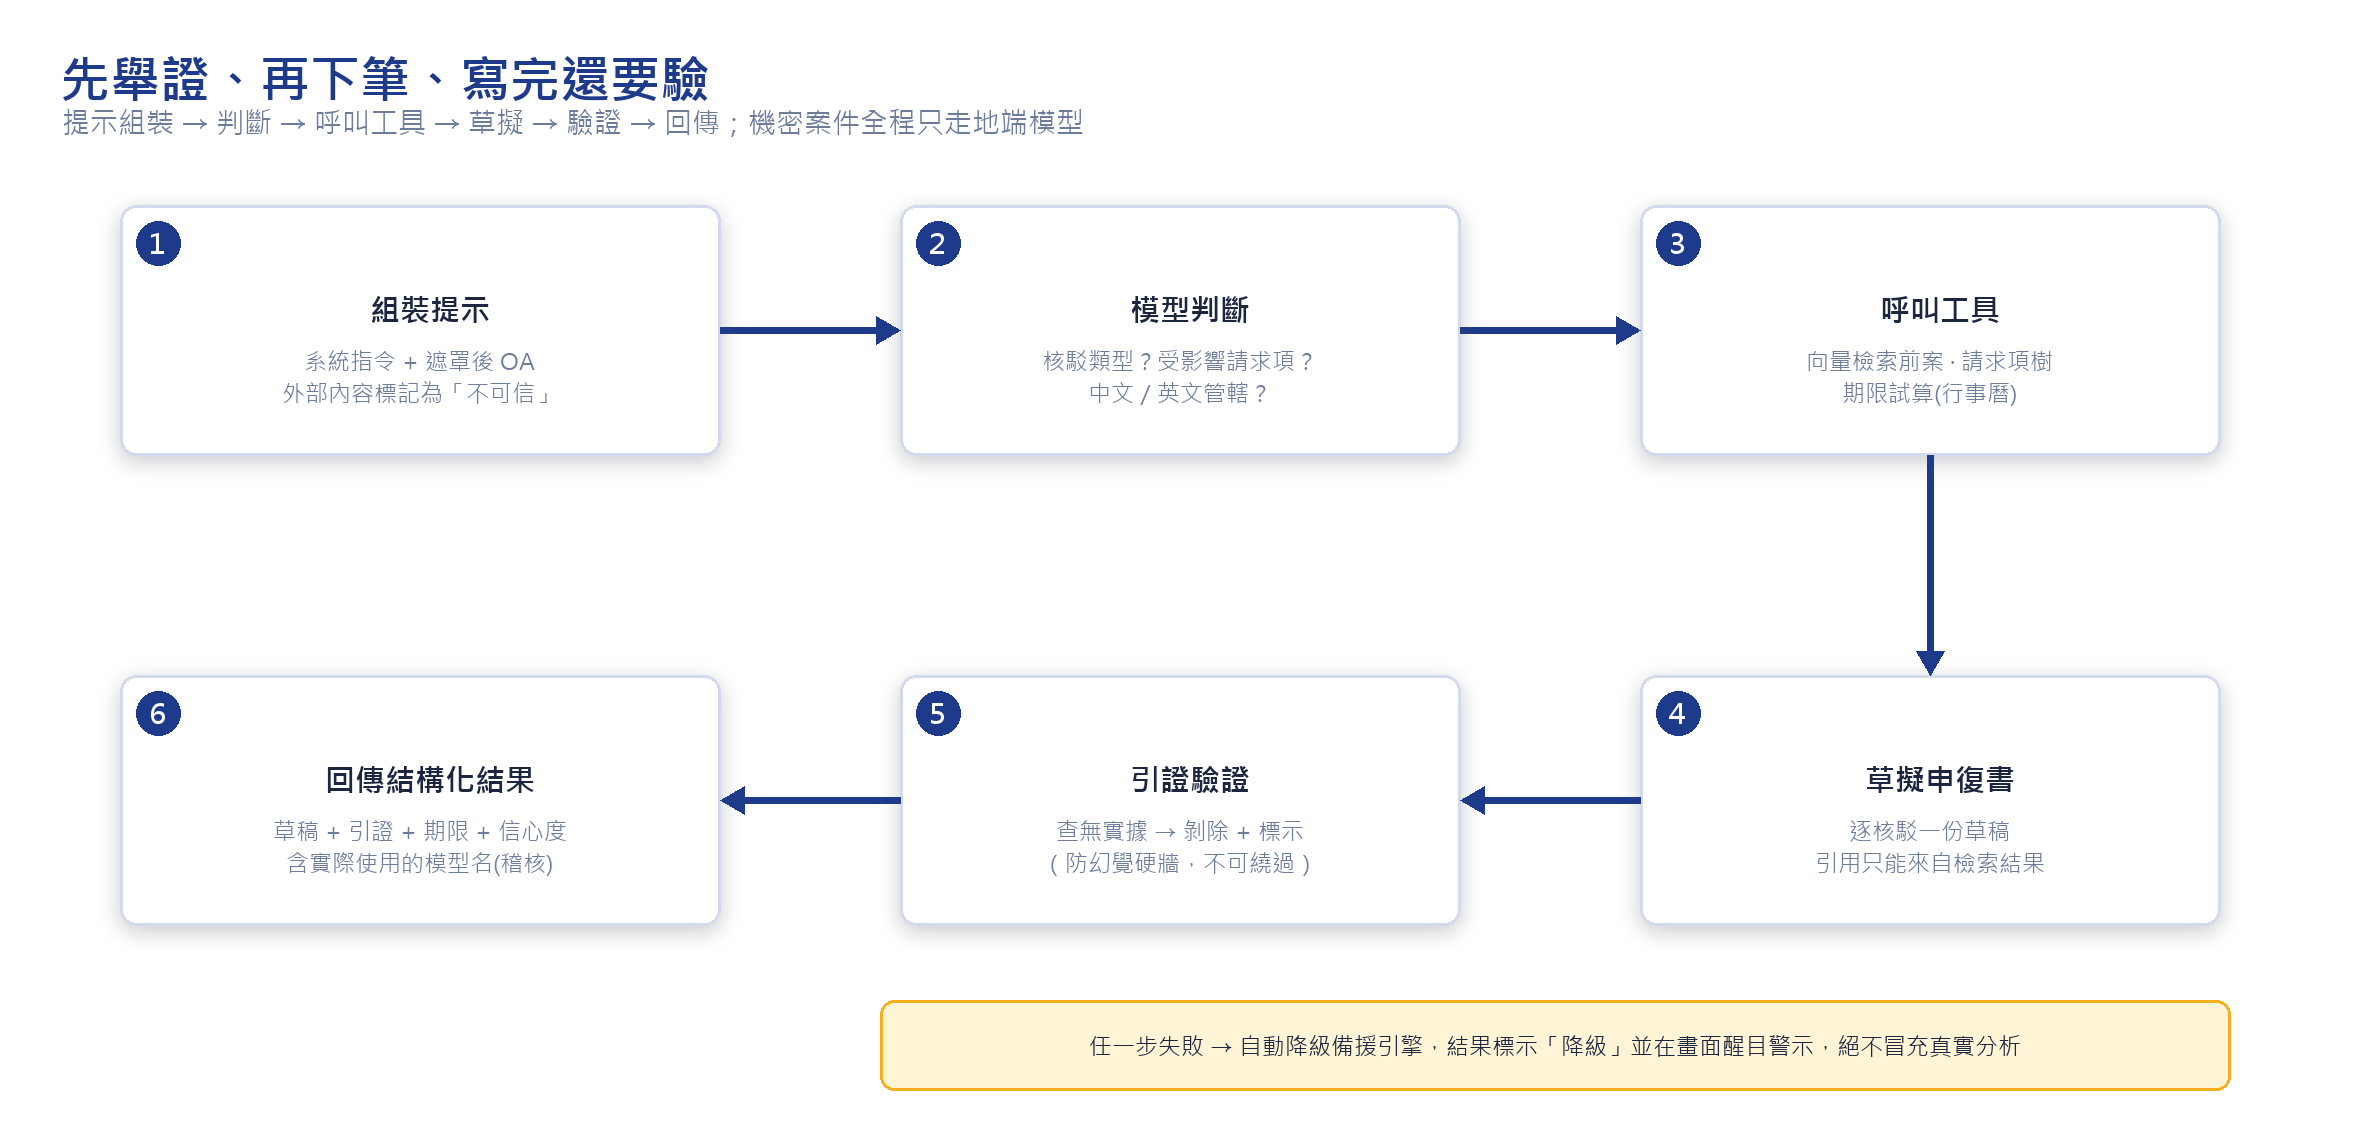 先舉證、再下筆、寫完還要驗
提示組裝 → 判斷 → 呼叫工具 → 草擬 → 驗證 → 回傳；機密案件全程只走地端模型
1
組裝提示
系統指令 + 遮罩後 OA
外部內容標記為「不可信」
2
模型判斷
核駁類型？受影響請求項？
中文 / 英文管轄？
3
呼叫工具
向量檢索前案 · 請求項樹
期限試算(行事曆)
4
草擬申復書
逐核駁一份草稿
引用只能來自檢索結果
5
引證驗證
查無實據 → 剝除 + 標示
（防幻覺硬牆，不可繞過）
6
回傳結構化結果
草稿 + 引證 + 期限 + 信心度
含實際使用的模型名(稽核)
任一步失敗 → 自動降級備援引擎，結果標示「降級」並在畫面醒目警示，絕不冒充真實分析